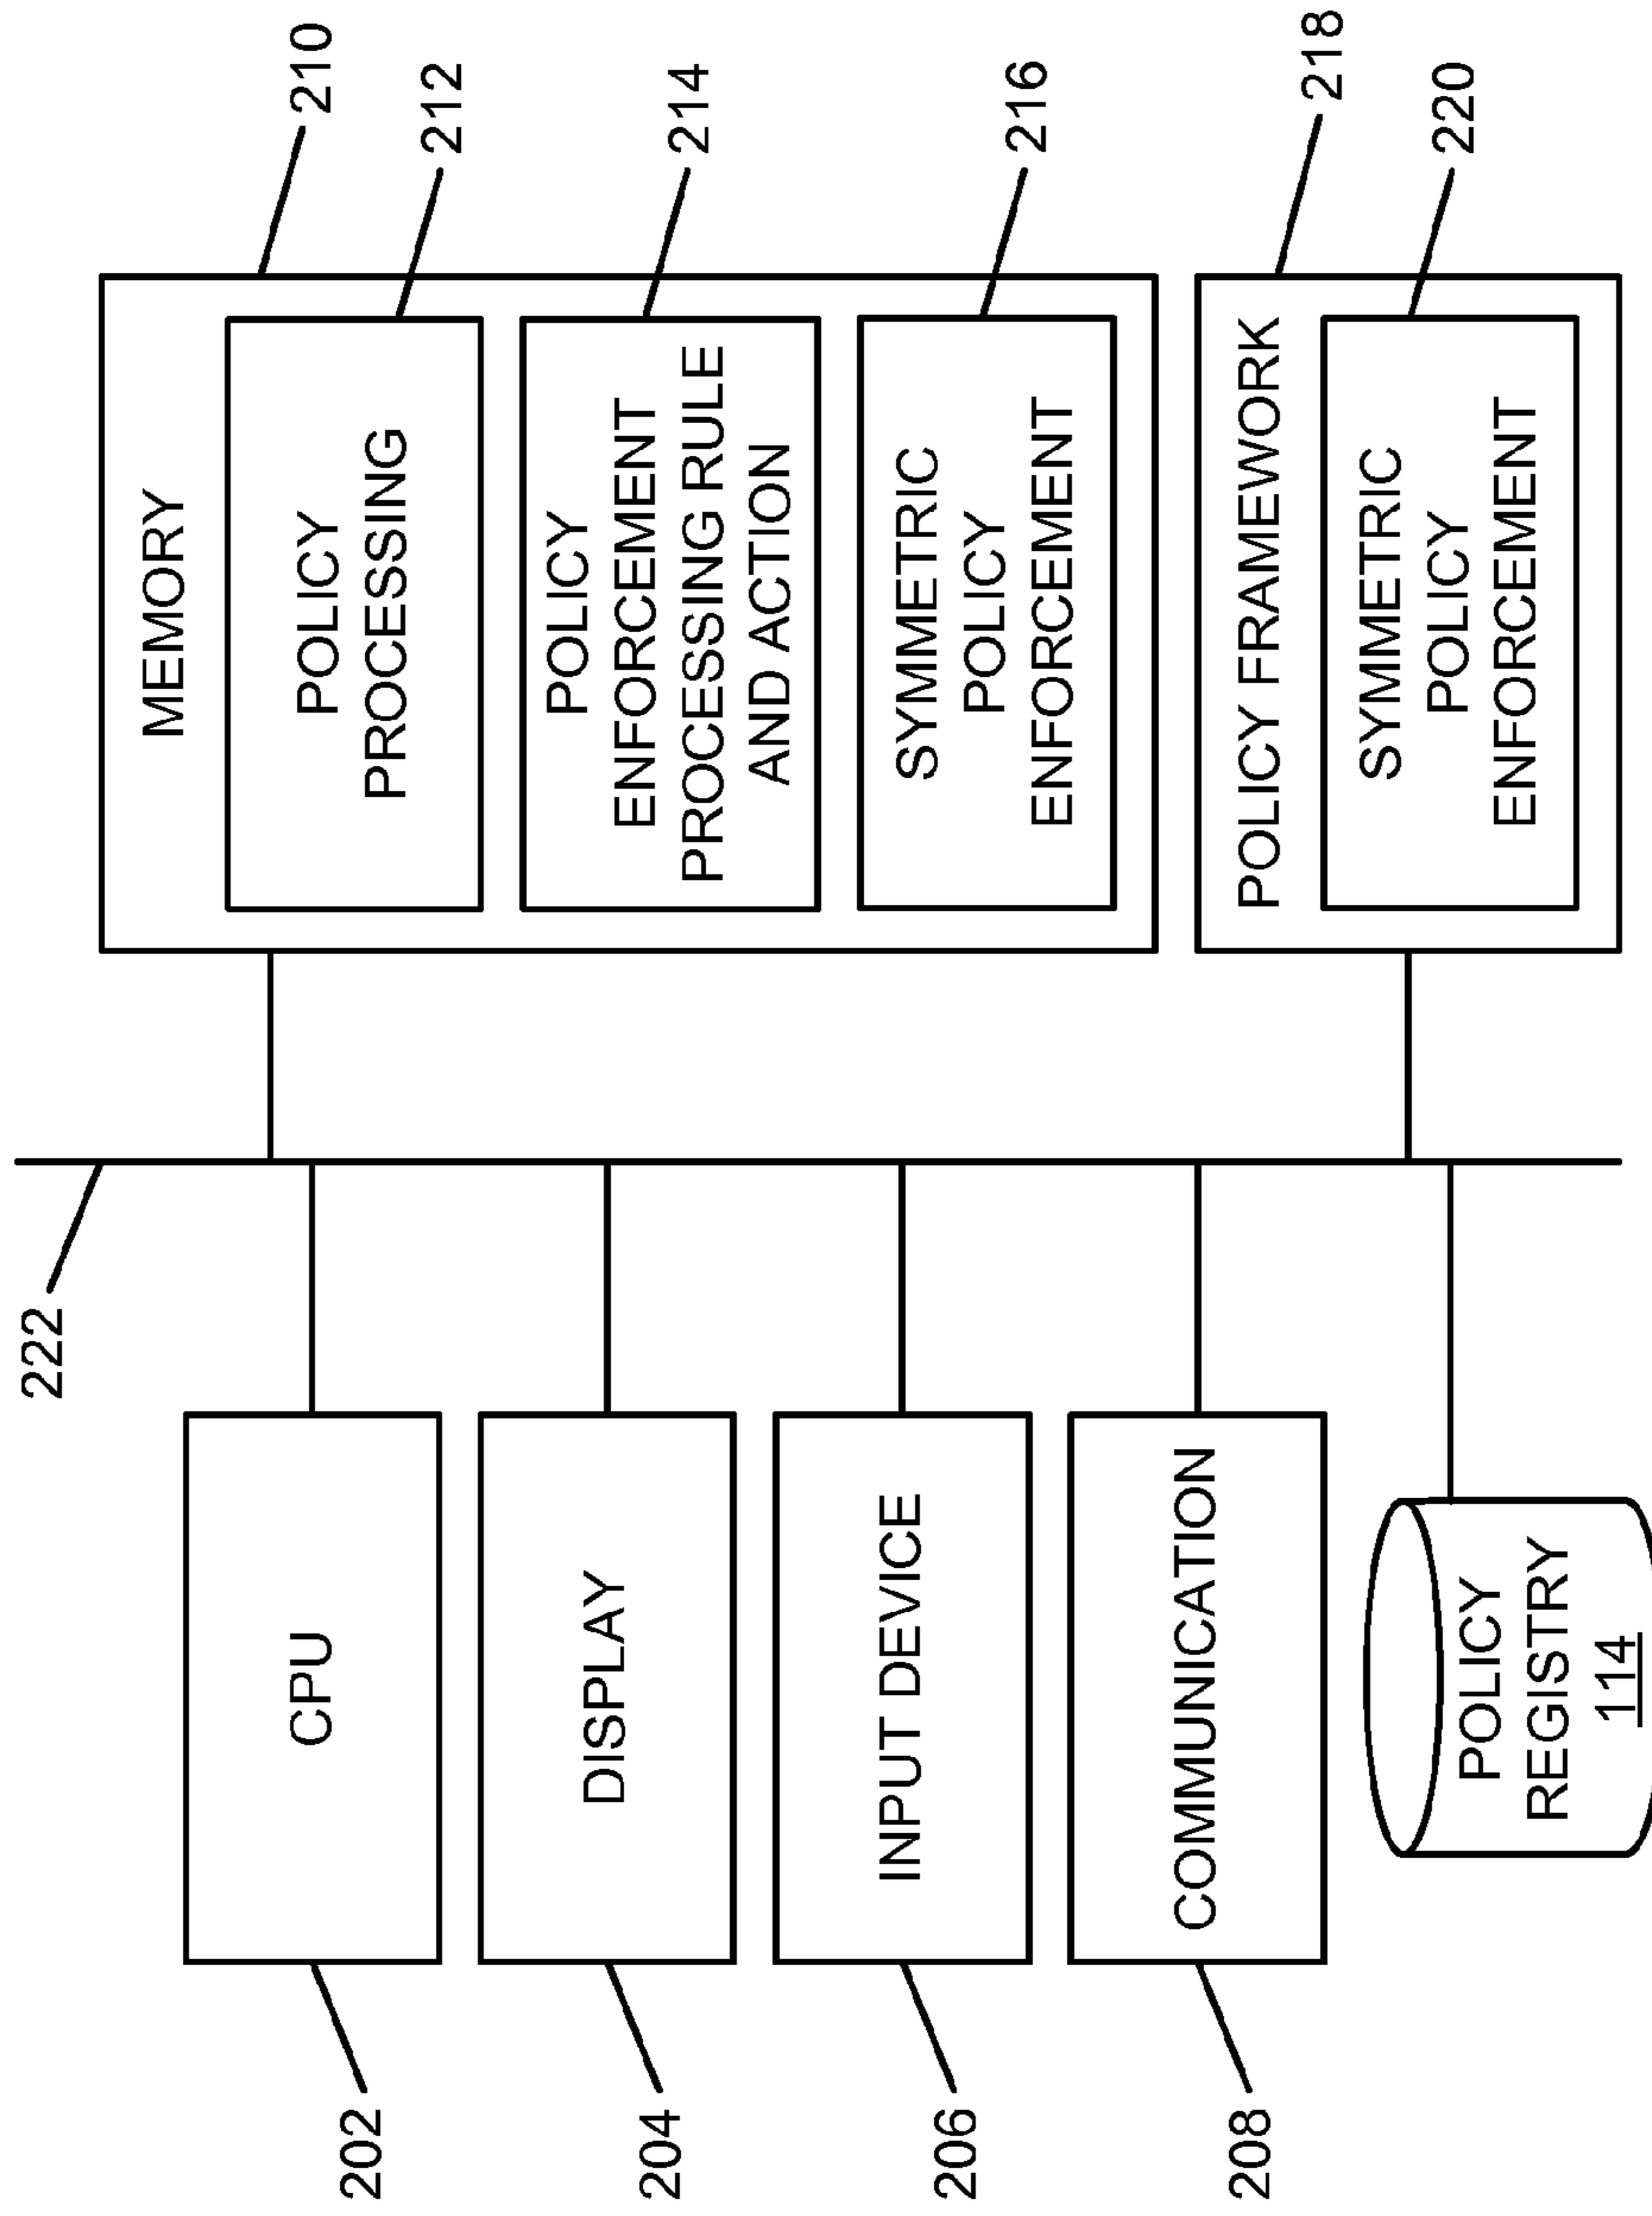 222
202
CPU
204
DISPLAY
206
INPUT DEVICE
208
COMMUNICATION
POLICY
REGISTRY
114
210
MEMORY
212
POLICY
PROCESSING
214
POLICY
ENFORCEMENT
PROCESSING RULE
AND ACTION
216
SYMMETRIC
POLICY
ENFORCEMENT
218
POLICY FRAMEWORK
220
SYMMETRIC
POLICY
ENFORCEMENT